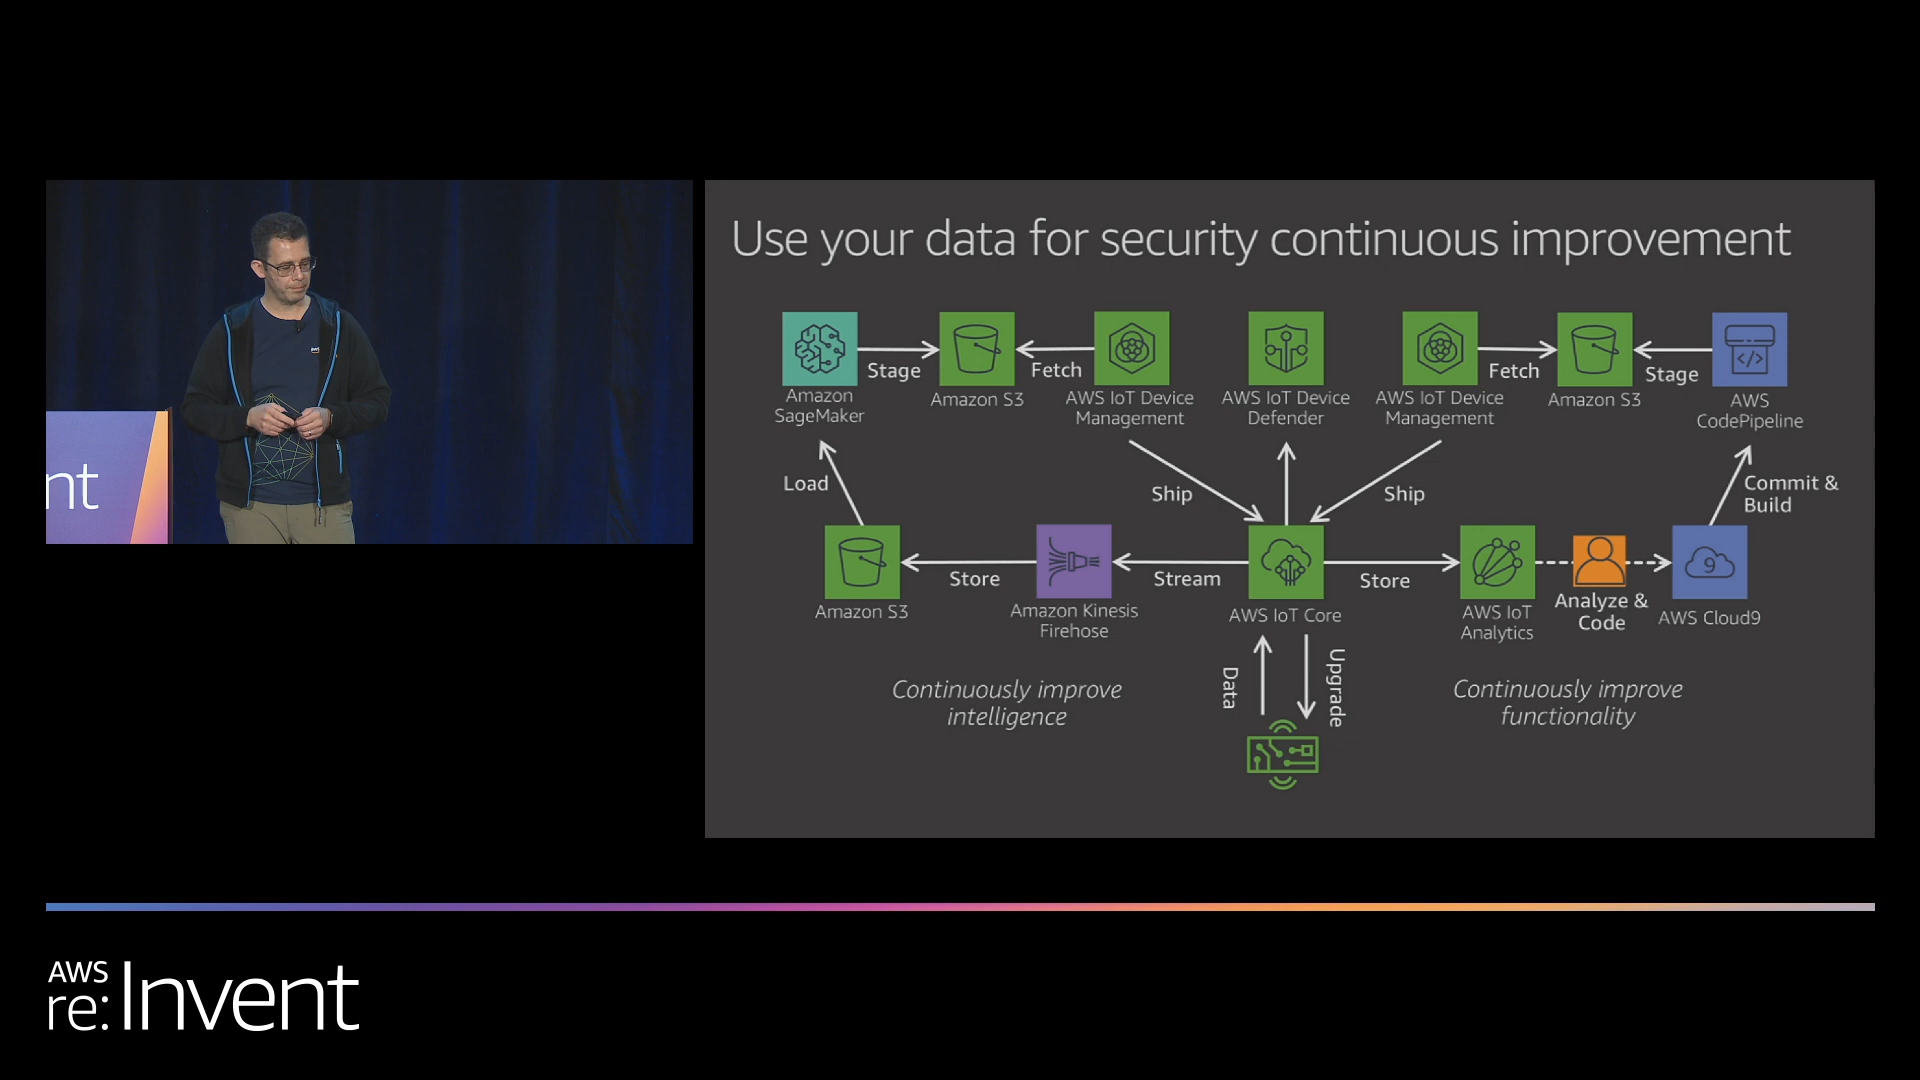 Use your data for security continuous improvement
Stage
Fetch
Fetch
Stage
Amazon
SageMaker
Amazon S3
AWS IoT Device
Management
AWS IoT Device
Defender
AWS IoT Device
Management
Amazon S3
AWS
CodePipeline
Load
Ship
Ship
Commit &
Build
9
Store
Stream
Store
Amazon S3
Amazon Kinesis
Firehose
AWS IoT Core
AWS IoT
Analytics
Analyze &
Code
AWS Cloud9
Data
Upgrade
Continuously improve
intelligence
Continuously improve
functionality
nt
aws
AWS
re:Invent